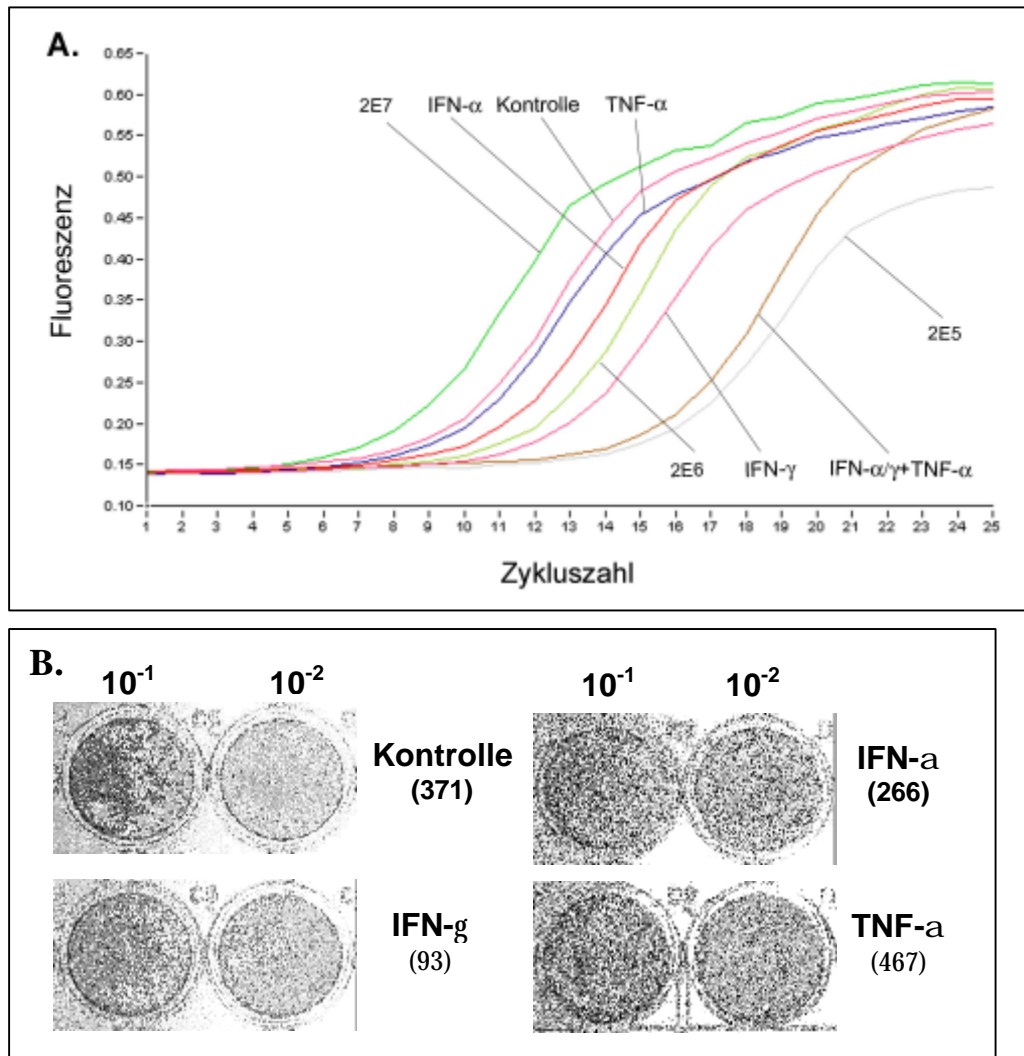 A.
0.65
0.60
0.55
0.50
0.45
0.40
0.35
0.30
0.25
0.20
0.15
0.10
Fluoreszenz
2E7 IFN-α Kontrolle TNF-α
2E5
2E6 IFN-γ IFN-α/γ+TNF-α
1 2 3 4 5 6 7 8 9 10 11 12 13 14 15 16 17 18 19 20 21 22 23 24 25
Zykluszahl
B.
10⁻¹ 10⁻² 10⁻¹ 10⁻²
Kontrolle
(371)
IFN-a
(266)
IFN-g
(93)
TNF-a
(467)